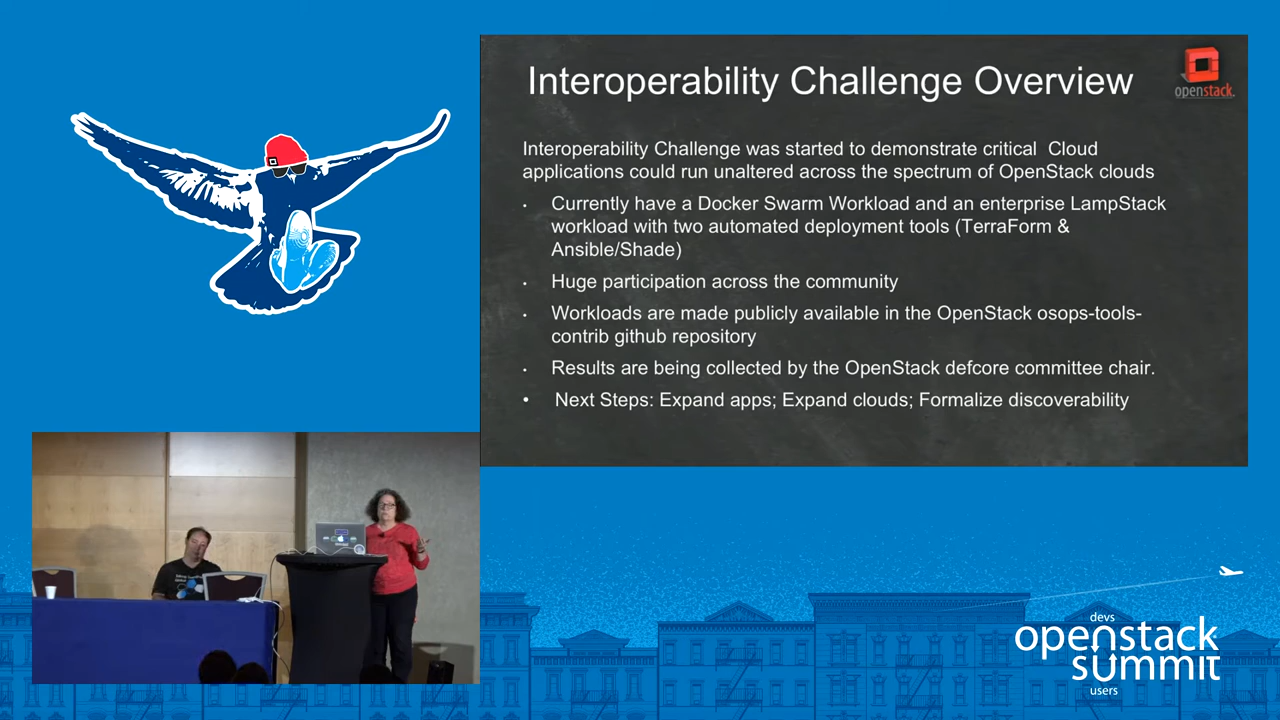 Interoperability Challenge Overview
openstack.
Interoperability Challenge was started to demonstrate critical Cloud
applications could run unaltered across the spectrum of OpenStack clouds
• Currently have a Docker Swarm Workload and an enterprise LampStack
workload with two automated deployment tools (TerraForm &
Ansible/Shade)
• Huge participation across the community
• Workloads are made publicly available in the OpenStack osops-tools-
contrib github repository
• Results are being collected by the OpenStack defcore committee chair.
• Next Steps: Expand apps; Expand clouds; Formalize discoverability
devs
openstack
summit
users